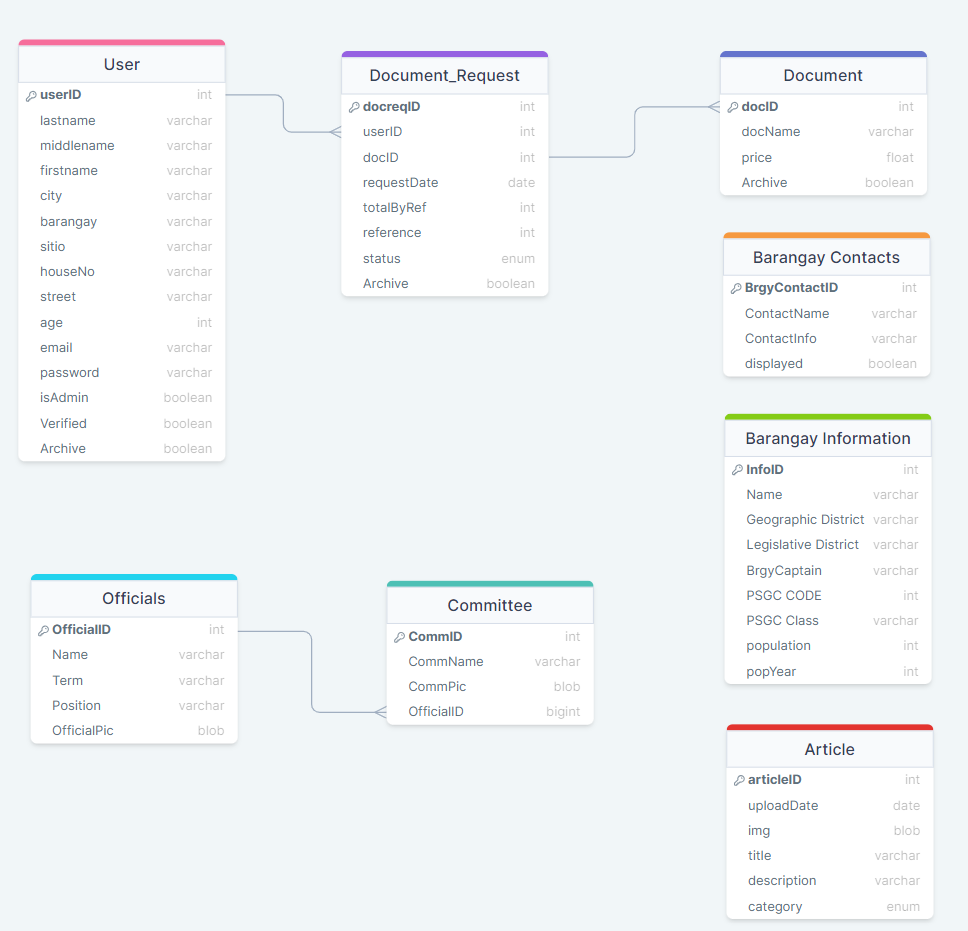 User
userID int
lastname varchar
middlename varchar
firstname varchar
city varchar
barangay varchar
sitio varchar
houseNo varchar
street varchar
age int
email varchar
password varchar
isAdmin boolean
Verified boolean
Archive boolean
Document_Request
docreqID int
userID int
docID int
requestDate date
totalByRef int
reference int
status enum
Archive boolean
Document
docID int
docName varchar
price float
Archive boolean
Barangay Contacts
BrgyContactID int
ContactName varchar
ContactInfo varchar
displayed boolean
Barangay Information
InfoID int
Name varchar
Geographic District varchar
Legislative District varchar
BrgyCaptain varchar
PSGC CODE int
PSGC Class varchar
population int
popYear int
Officials
OfficialID int
Name varchar
Term varchar
Position varchar
OfficialPic blob
Committee
CommID int
CommName varchar
CommPic blob
OfficialID bigint
Article
articleID int
uploadDate date
img blob
title varchar
description varchar
category enum